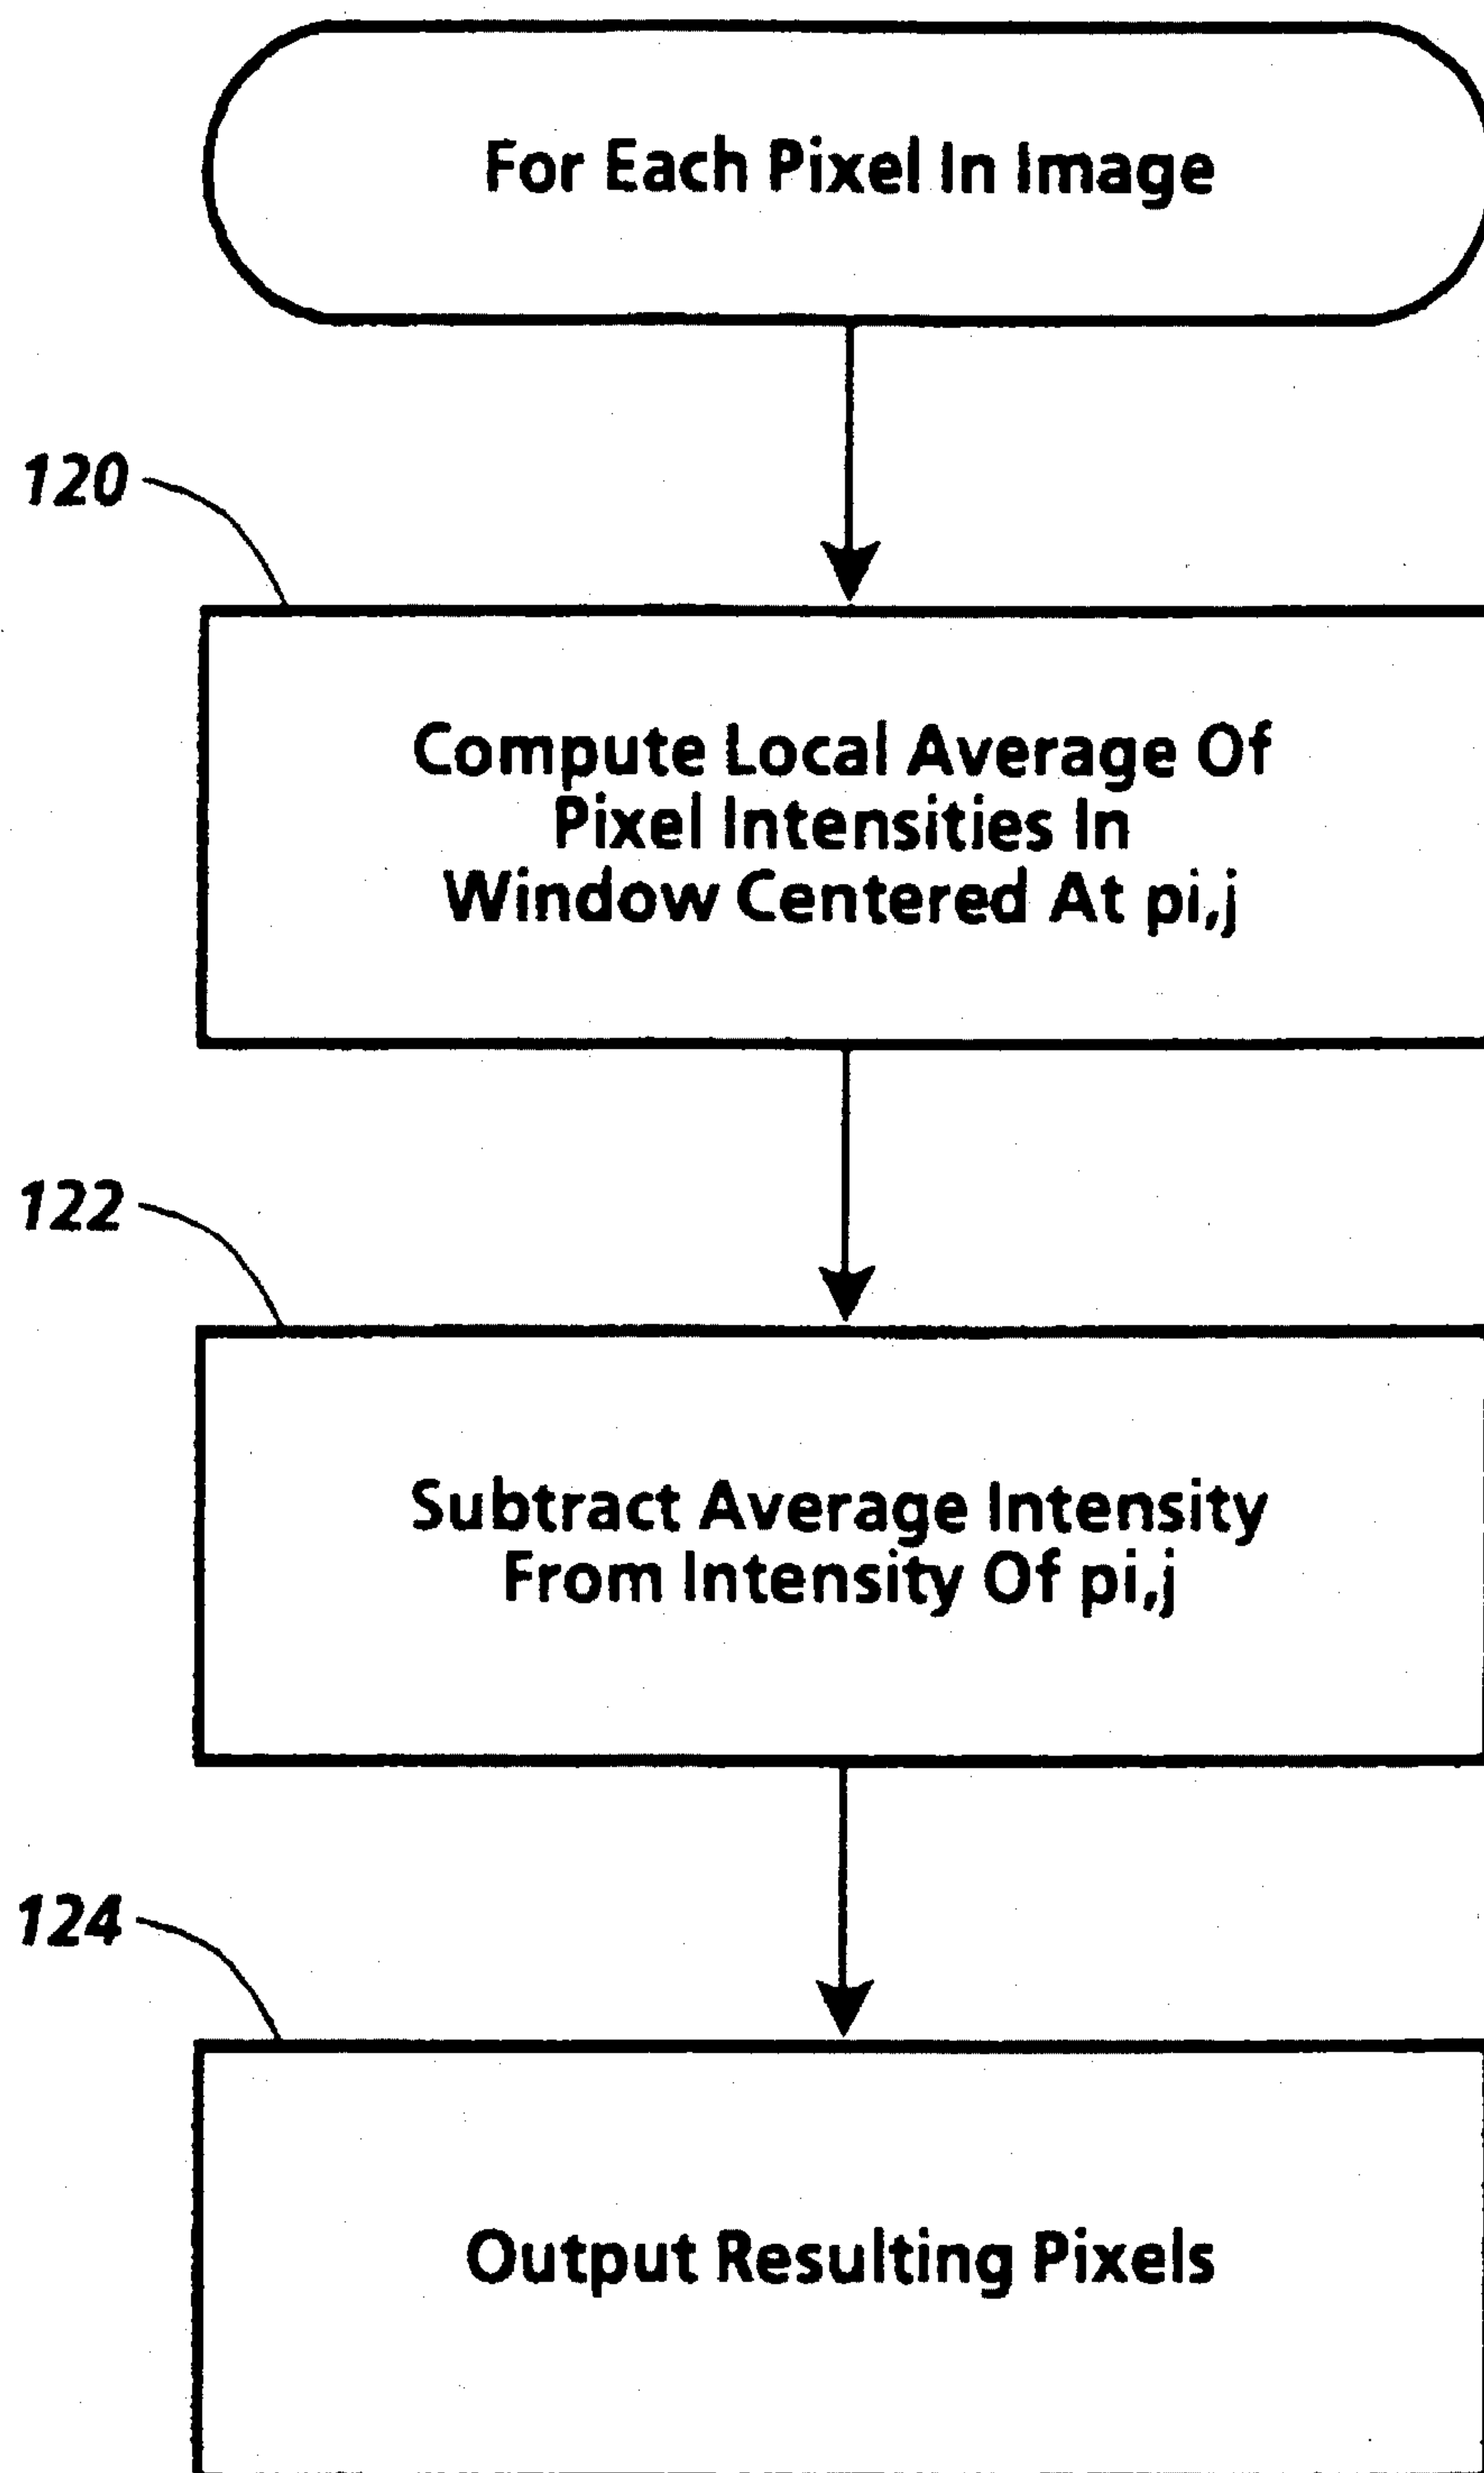 For Each Pixel In Image
120
Compute Local Average Of
Pixel Intensities In
Window Centered At pi,j
122
Subtract Average Intensity
From Intensity Of pi,j
124
Output Resulting Pixels